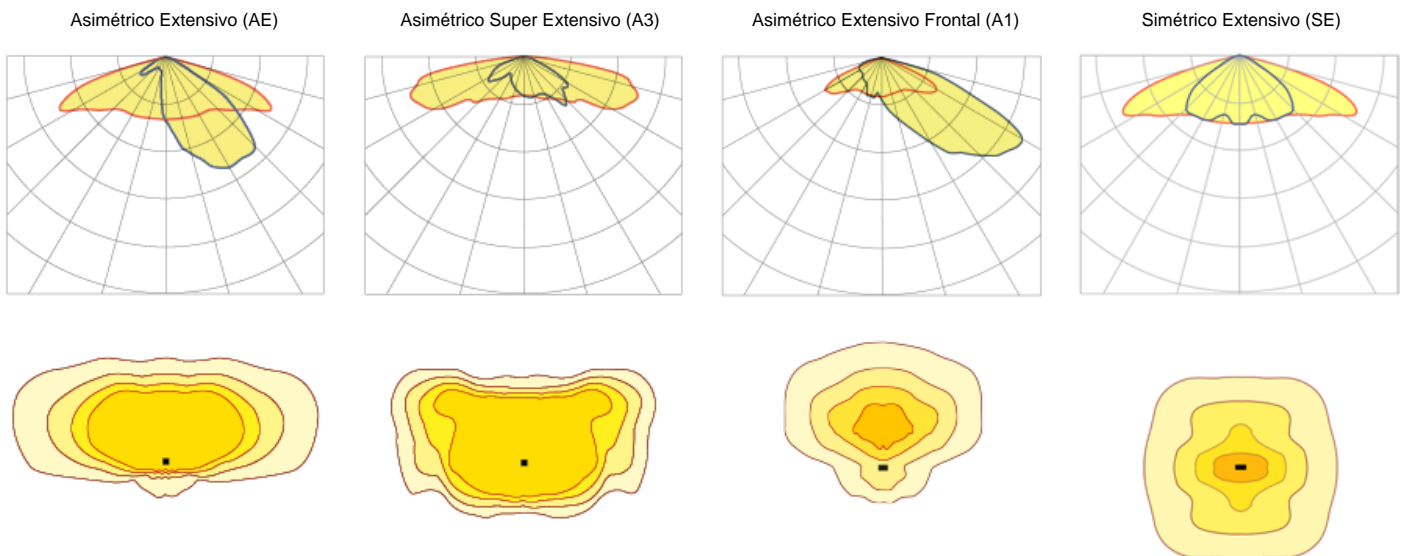 Asimétrico Extensivo (AE)
Asimétrico Super Extensivo (A3)
Asimétrico Extensivo Frontal (A1)
Simétrico Extensivo (SE)